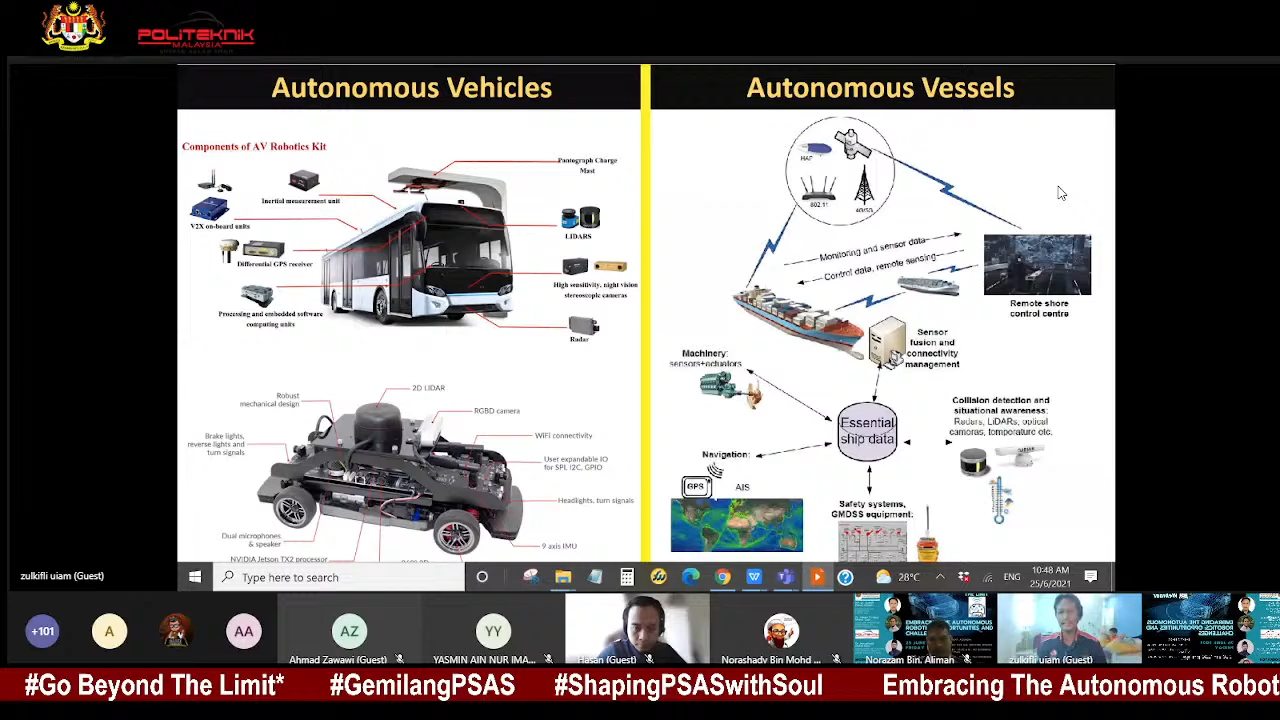 POLITEKNIK
MALAYSIA
Autonomous Vehicles
Autonomous Vessels
Components of AV Robotics Kit
Pantograph Charge
Mast
Inertial measurement unit
V2X on-board units
LIDARS
Differential GPS receiver
High sensitivity, night vision
stereoscopic cameras
Processing and embedded software
computing units
Radar
2D LIDAR
Robust
mechanical design
RGBD camera
Brake lights,
reverse lights and
turn signals
WiFi connectivity
User expandable IO
for SPI, I2C, GPIO
Headlights, turn signals
Dual microphones
& speaker
9 axis IMU
NVIDIA Jetson TX2 processor
HAP
802.11
4G/5G
Monitoring and sensor data
Control data, remote sensing
Remote shore
control centre
Sensor
fusion and
connectivity
management
Machinery:
sensors+actuators
Essential
ship data
Collision detection and
situational awareness:
Radars, LiDARs, optical
cameras, temperature etc.
Navigation:
GPS
AIS
Safety systems,
GMDSS equipment:
zulkifli uiam (Guest)
Type here to search
28°C
ENG
10:48 AM
25/6/2021
+101
A
AA
AZ
YY
Ahmad Zawawi (Guest)
YASMIN AIN NUR IMA...
Hasan (Guest)
Norashady Bin Mohd ...
Norazam Bin. Aliman
zulkifli uiam (Guest)
#Go Beyond The Limit* #GemilangPSAS #ShapingPSASwithSoul Embracing The Autonomous Robot